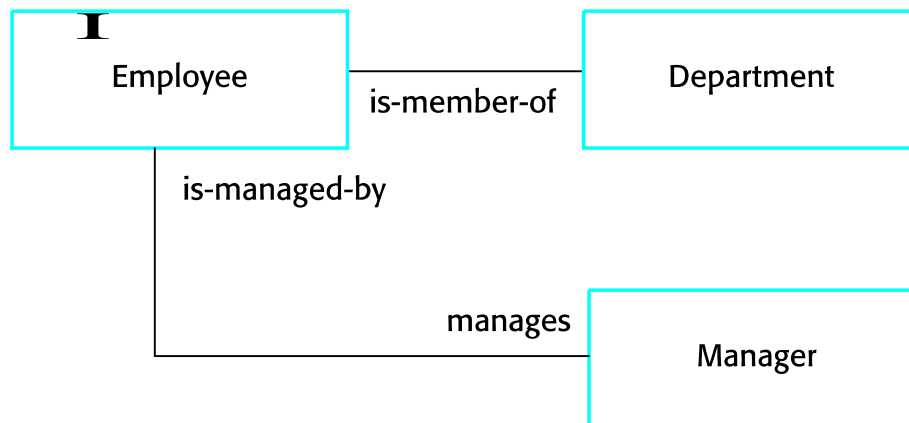 I
Employee
Department
is-member-of
is-managed-by
manages
Manager